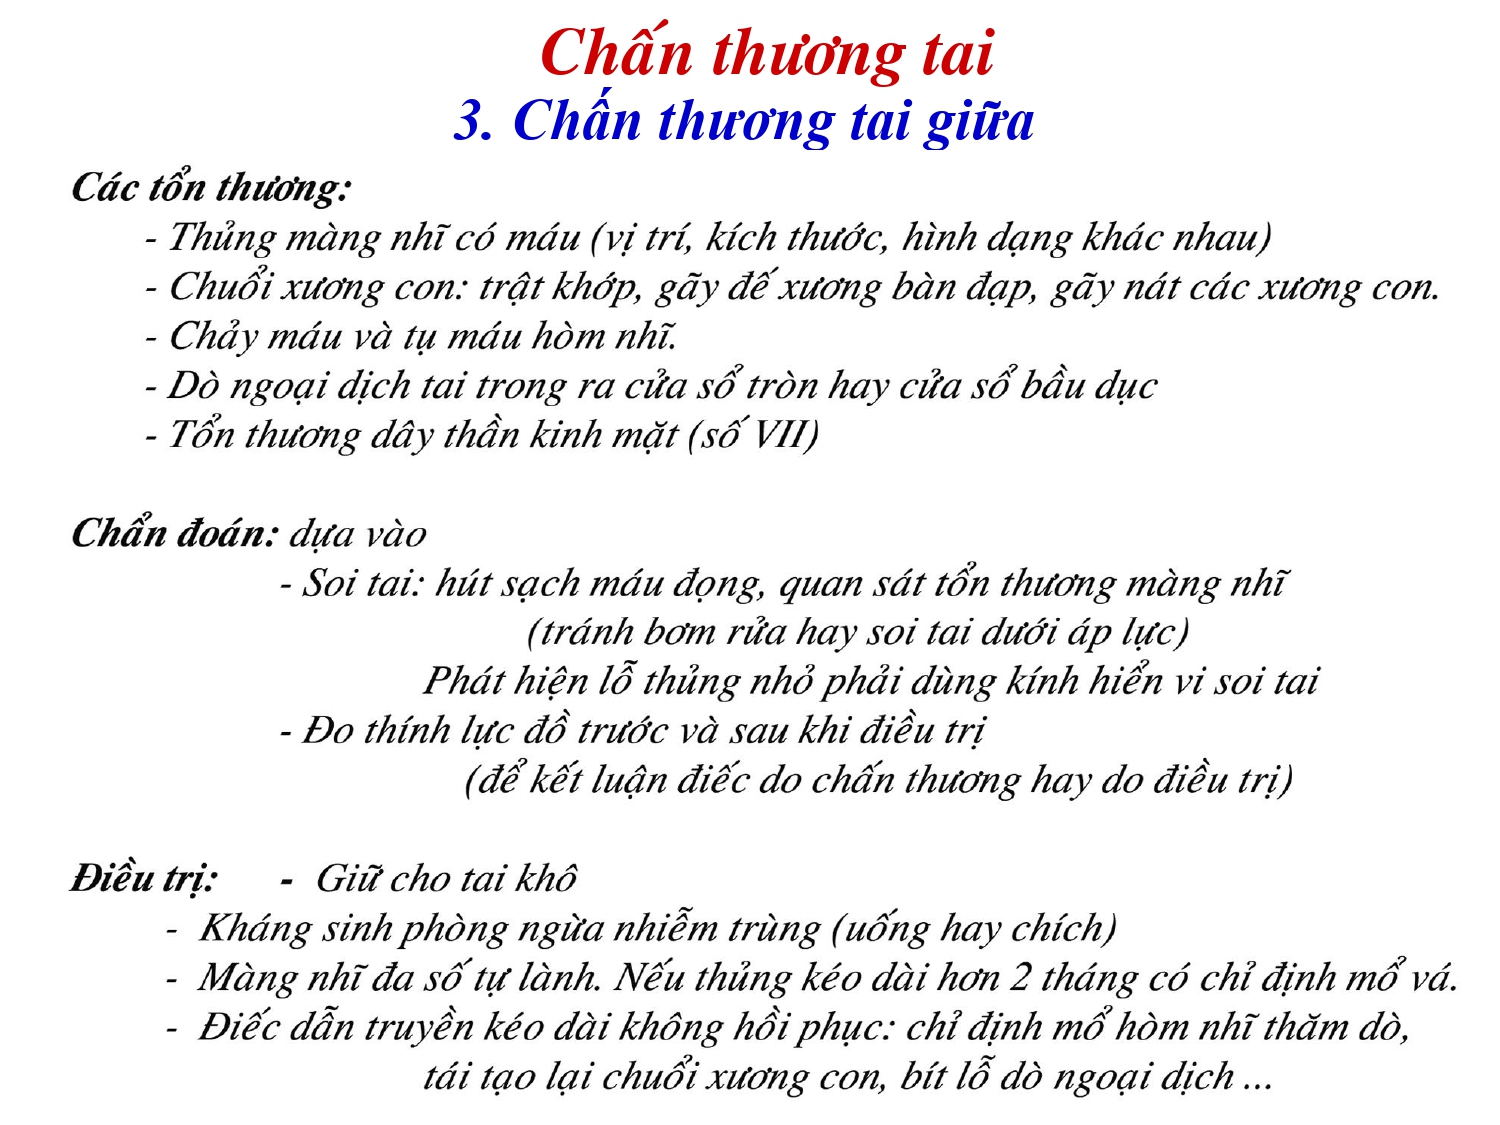 Chấn thương tai
3. Chấn thương tai giữa
Các tổn thương:
- Thủng màng nhĩ có máu (vị trí, kích thước, hình dạng khác nhau)
- Chuổi xương con: trật khớp, gãy đế xương bàn đạp, gãy nát các xương con.
- Chảy máu và tụ máu hòm nhĩ.
- Dò ngoại dịch tai trong ra cửa sổ tròn hay cửa sổ bầu dục
- Tổn thương dây thần kinh mặt (số VII)
Chẩn đoán: dựa vào
- Soi tai: hút sạch máu đọng, quan sát tổn thương màng nhĩ
(tránh bơm rửa hay soi tai dưới áp lực)
Phát hiện lỗ thủng nhỏ phải dùng kính hiển vi soi tai
- Đo thính lực đồ trước và sau khi điều trị
(để kết luận điếc do chấn thương hay do điều trị)
Điều trị: - Giữ cho tai khô
- Kháng sinh phòng ngừa nhiễm trùng (uống hay chích)
- Màng nhĩ đa số tự lành. Nếu thủng kéo dài hơn 2 tháng có chỉ định mổ vá.
- Điếc dẫn truyền kéo dài không hồi phục: chỉ định mổ hòm nhĩ thăm dò,
tái tạo lại chuổi xương con, bít lỗ dò ngoại dịch ...